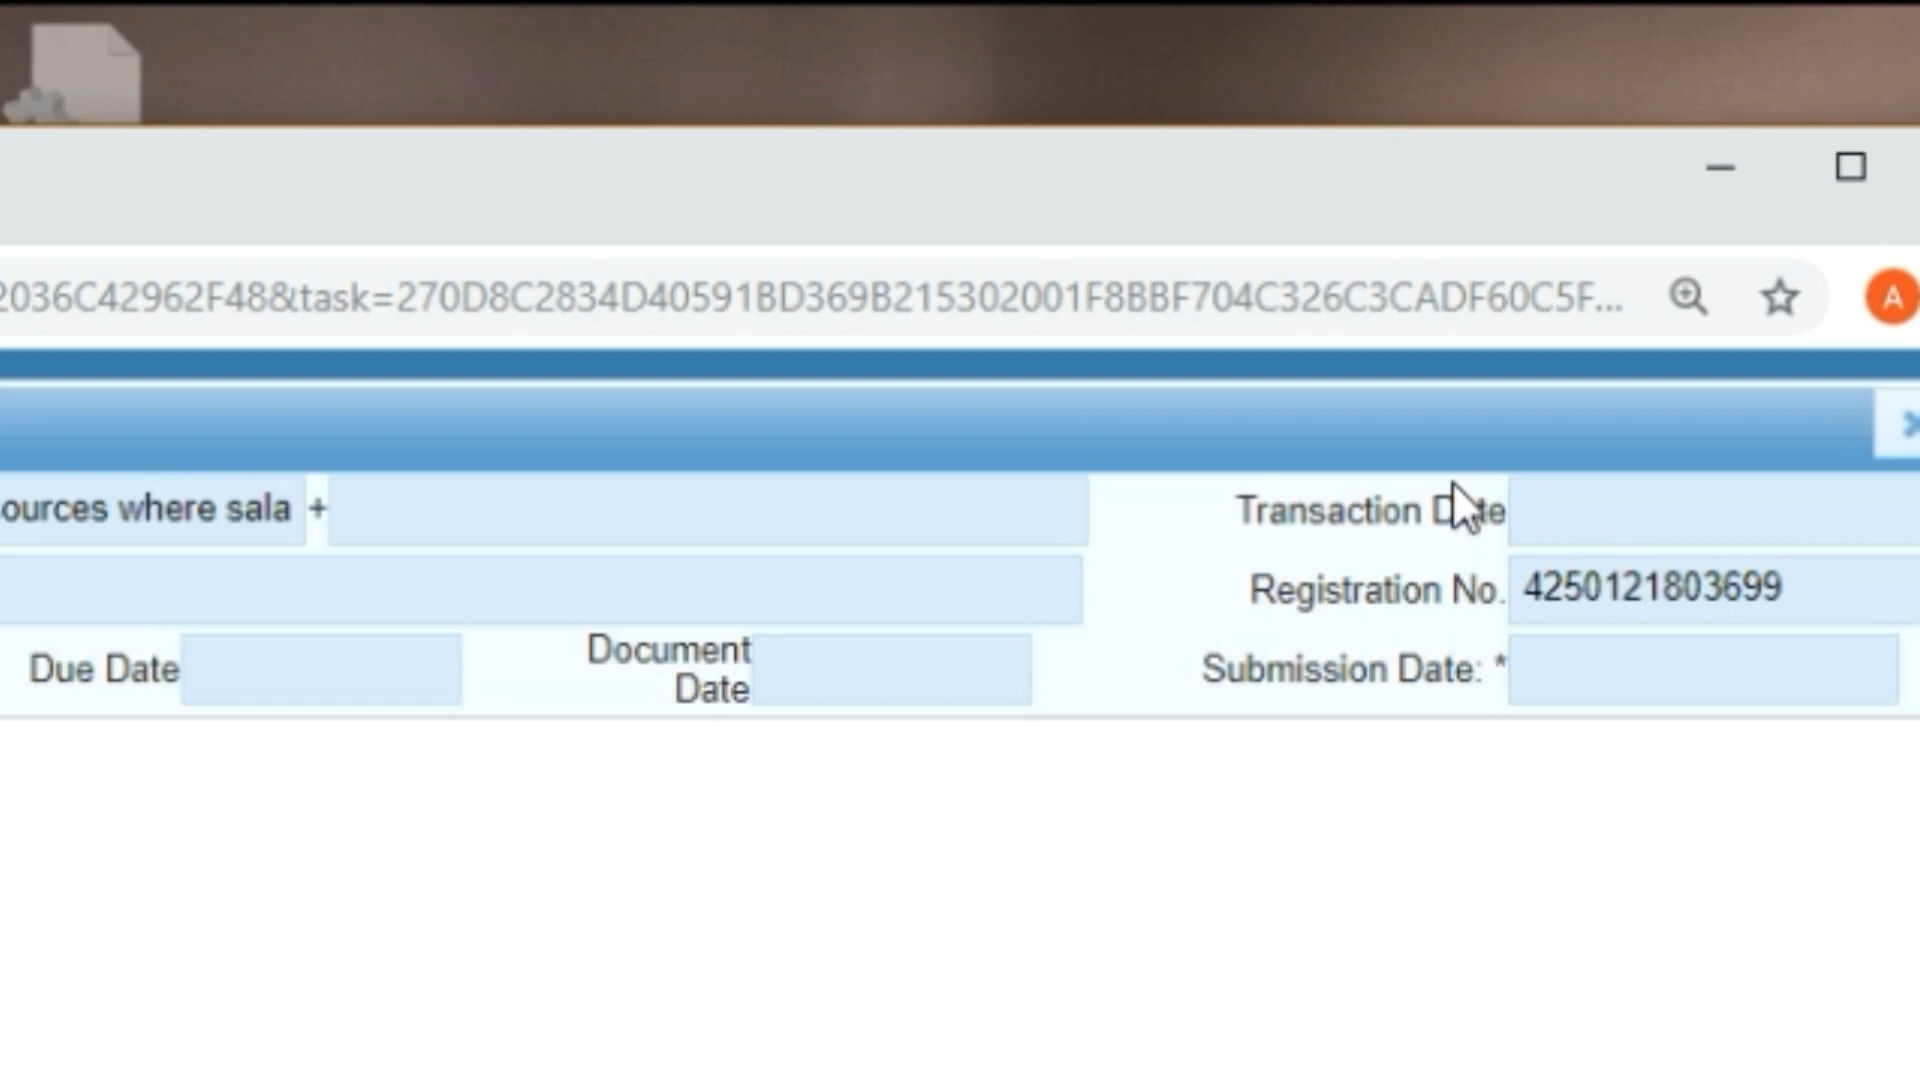 2036C42962F48&task=270D8C2834D40591BD369B215302001F8BBF704C326C3CADF60C5F...
A
ources where sala + Transaction Date
Registration No. 4250121803699
Due Date Document Date Submission Date: *